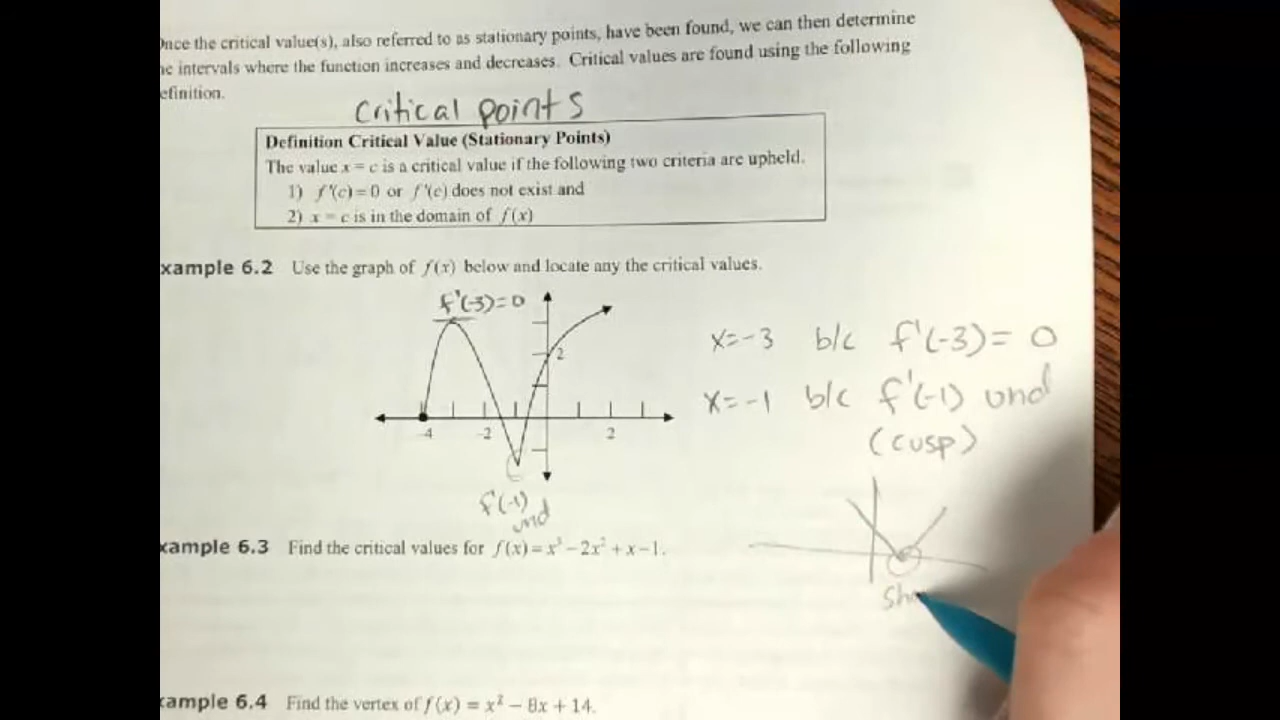 Once the critical value(s), also referred to as stationary points, have been found, we can then determine
he intervals where the function increases and decreases. Critical values are found using the following
efinition.
Critical points
Definition Critical Value (Stationary Points)
The value x = c is a critical value if the following two criteria are upheld.
1) f'(c) = 0 or f'(c) does not exist and
2) x = c is in the domain of f(x)
xample 6.2 Use the graph of f(x) below and locate any the critical values.
f'(-3)=0
2
-4 -2 2
f'(-1)
und
x=-3 b/c f'(-3)= 0
x=-1 b/c f'(-1) und
(cusp)
Sha
xample 6.3 Find the critical values for f(x) = x³ − 2x² + x − 1.
xample 6.4 Find the vertex of f(x) = x² − 8x + 14.